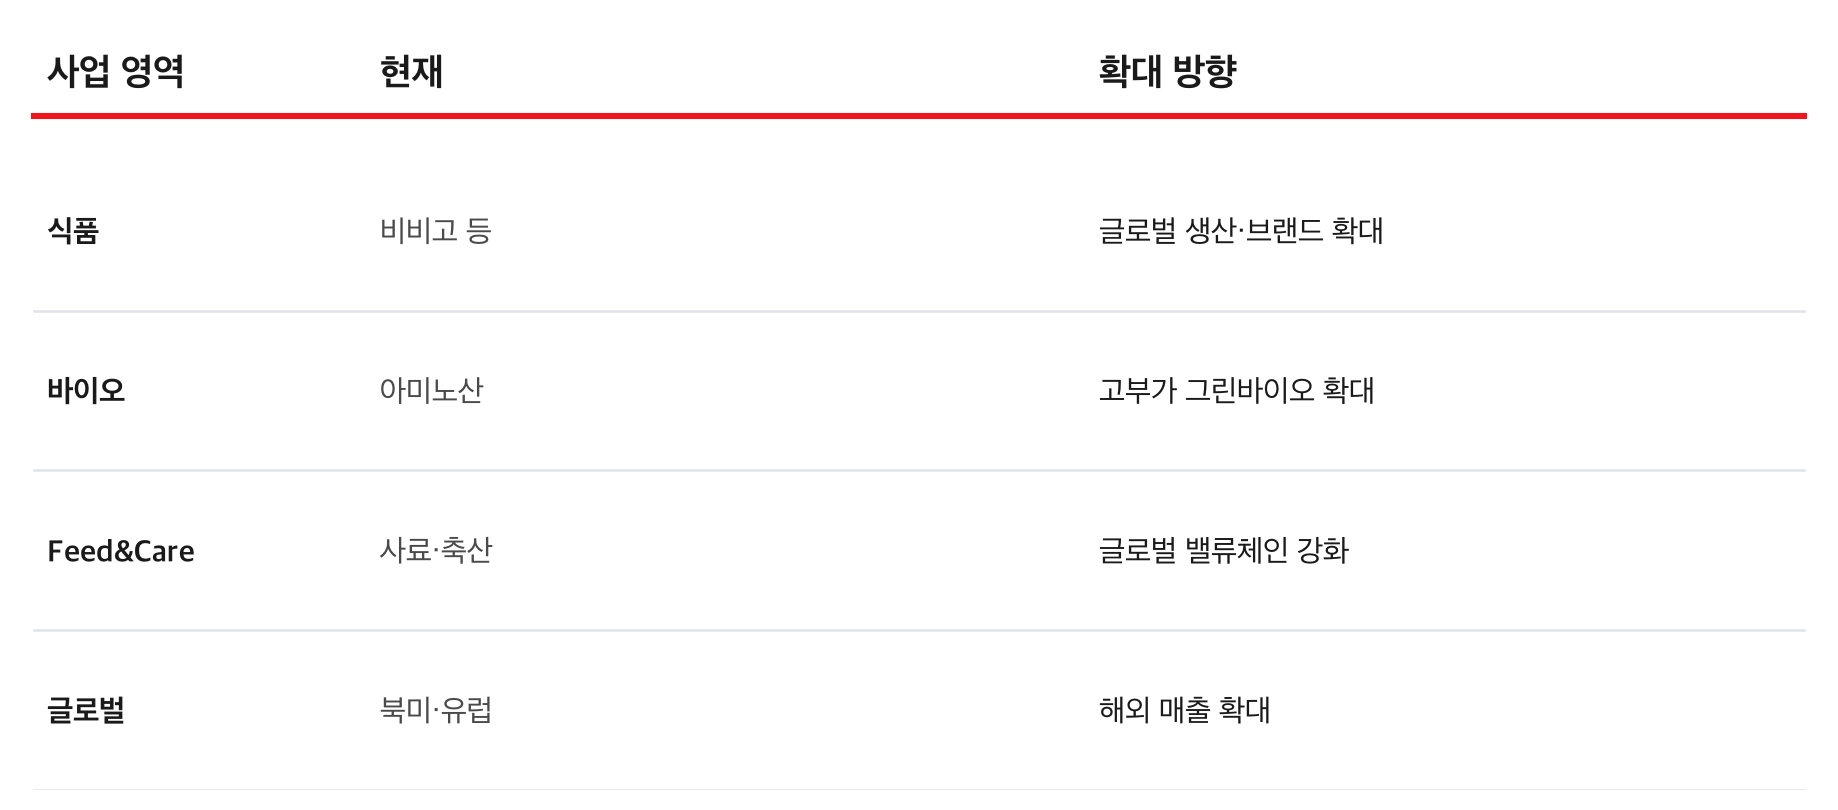 사업 영역 현재 확대 방향
식품 비비고 등 글로벌 생산·브랜드 확대
바이오 아미노산 고부가 그린바이오 확대
Feed&Care 사료·축산 글로벌 밸류체인 강화
글로벌 북미·유럽 해외 매출 확대